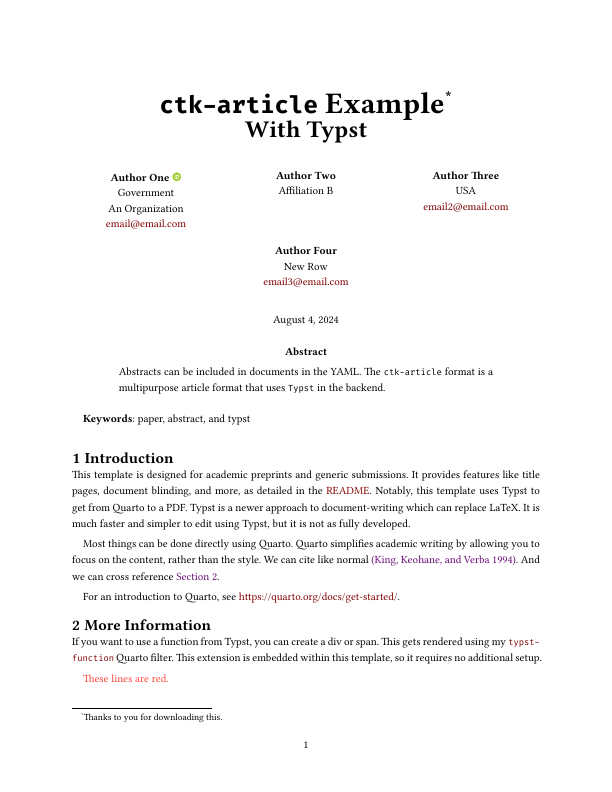 ctk-article Example*
With Typst
Author One
Government
An Organization
email@email.com
Author Two
Affiliation B
Author Three
USA
email2@email.com
Author Four
New Row
email3@email.com
August 4, 2024
Abstract
Abstracts can be included in documents in the YAML. The ctk-article format is a
multipurpose article format that uses Typst in the backend.
Keywords: paper, abstract, and typst
1 Introduction
This template is designed for academic preprints and generic submissions. It provides features like title
pages, document blinding, and more, as detailed in the README. Notably, this template uses Typst to
get from Quarto to a PDF. Typst is a newer approach to document-writing which can replace LaTeX. It is
much faster and simpler to edit using Typst, but it is not as fully developed.
Most things can be done directly using Quarto. Quarto simplifies academic writing by allowing you to
focus on the content, rather than the style. We can cite like normal (King, Keohane, and Verba 1994). And
we can cross reference Section 2.
For an introduction to Quarto, see https://quarto.org/docs/get-started/.
2 More Information
If you want to use a function from Typst, you can create a div or span. This gets rendered using my typst-
function Quarto filter. This extension is embedded within this template, so it requires no additional setup.
These lines are red.
*Thanks to you for downloading this.
1